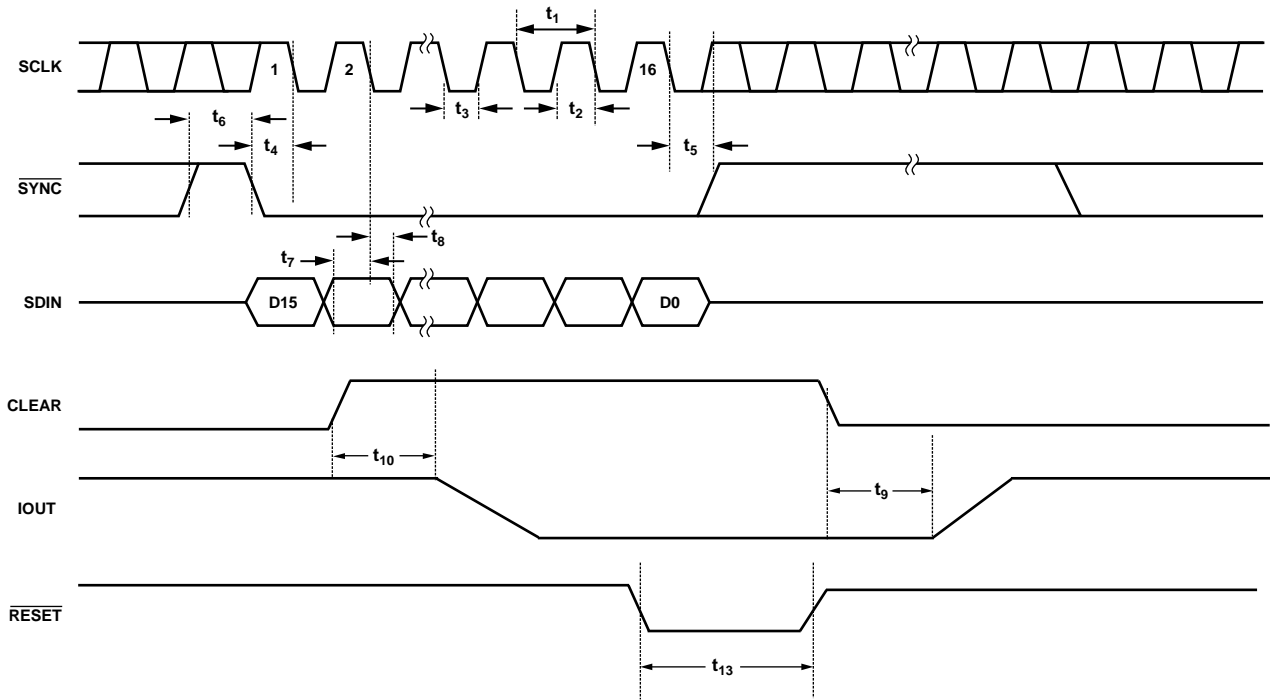 t1
SCLK
1
2
16
t3
t2
t6
t4
t5
SYNC
t8
t7
SDIN
D15
D0
CLEAR
t10
t9
IOUT
RESET
t13